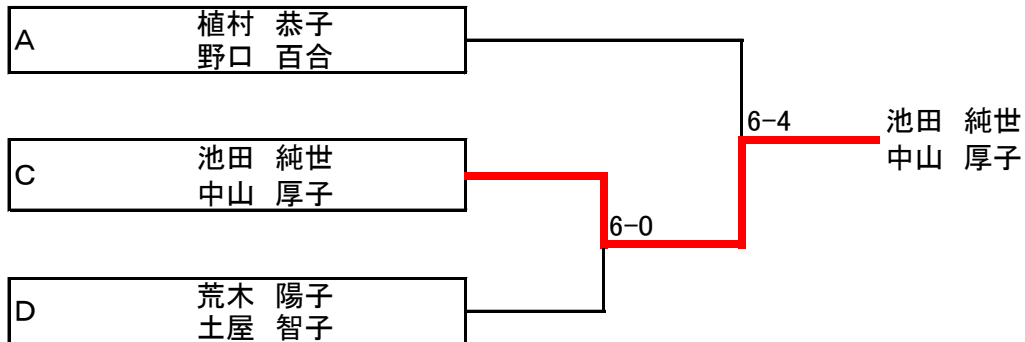 A
植村　恭子
野口　百合
6-4
池田　純世
中山　厚子
C
池田　純世
中山　厚子
6-0
D
荒木　陽子
土屋　智子